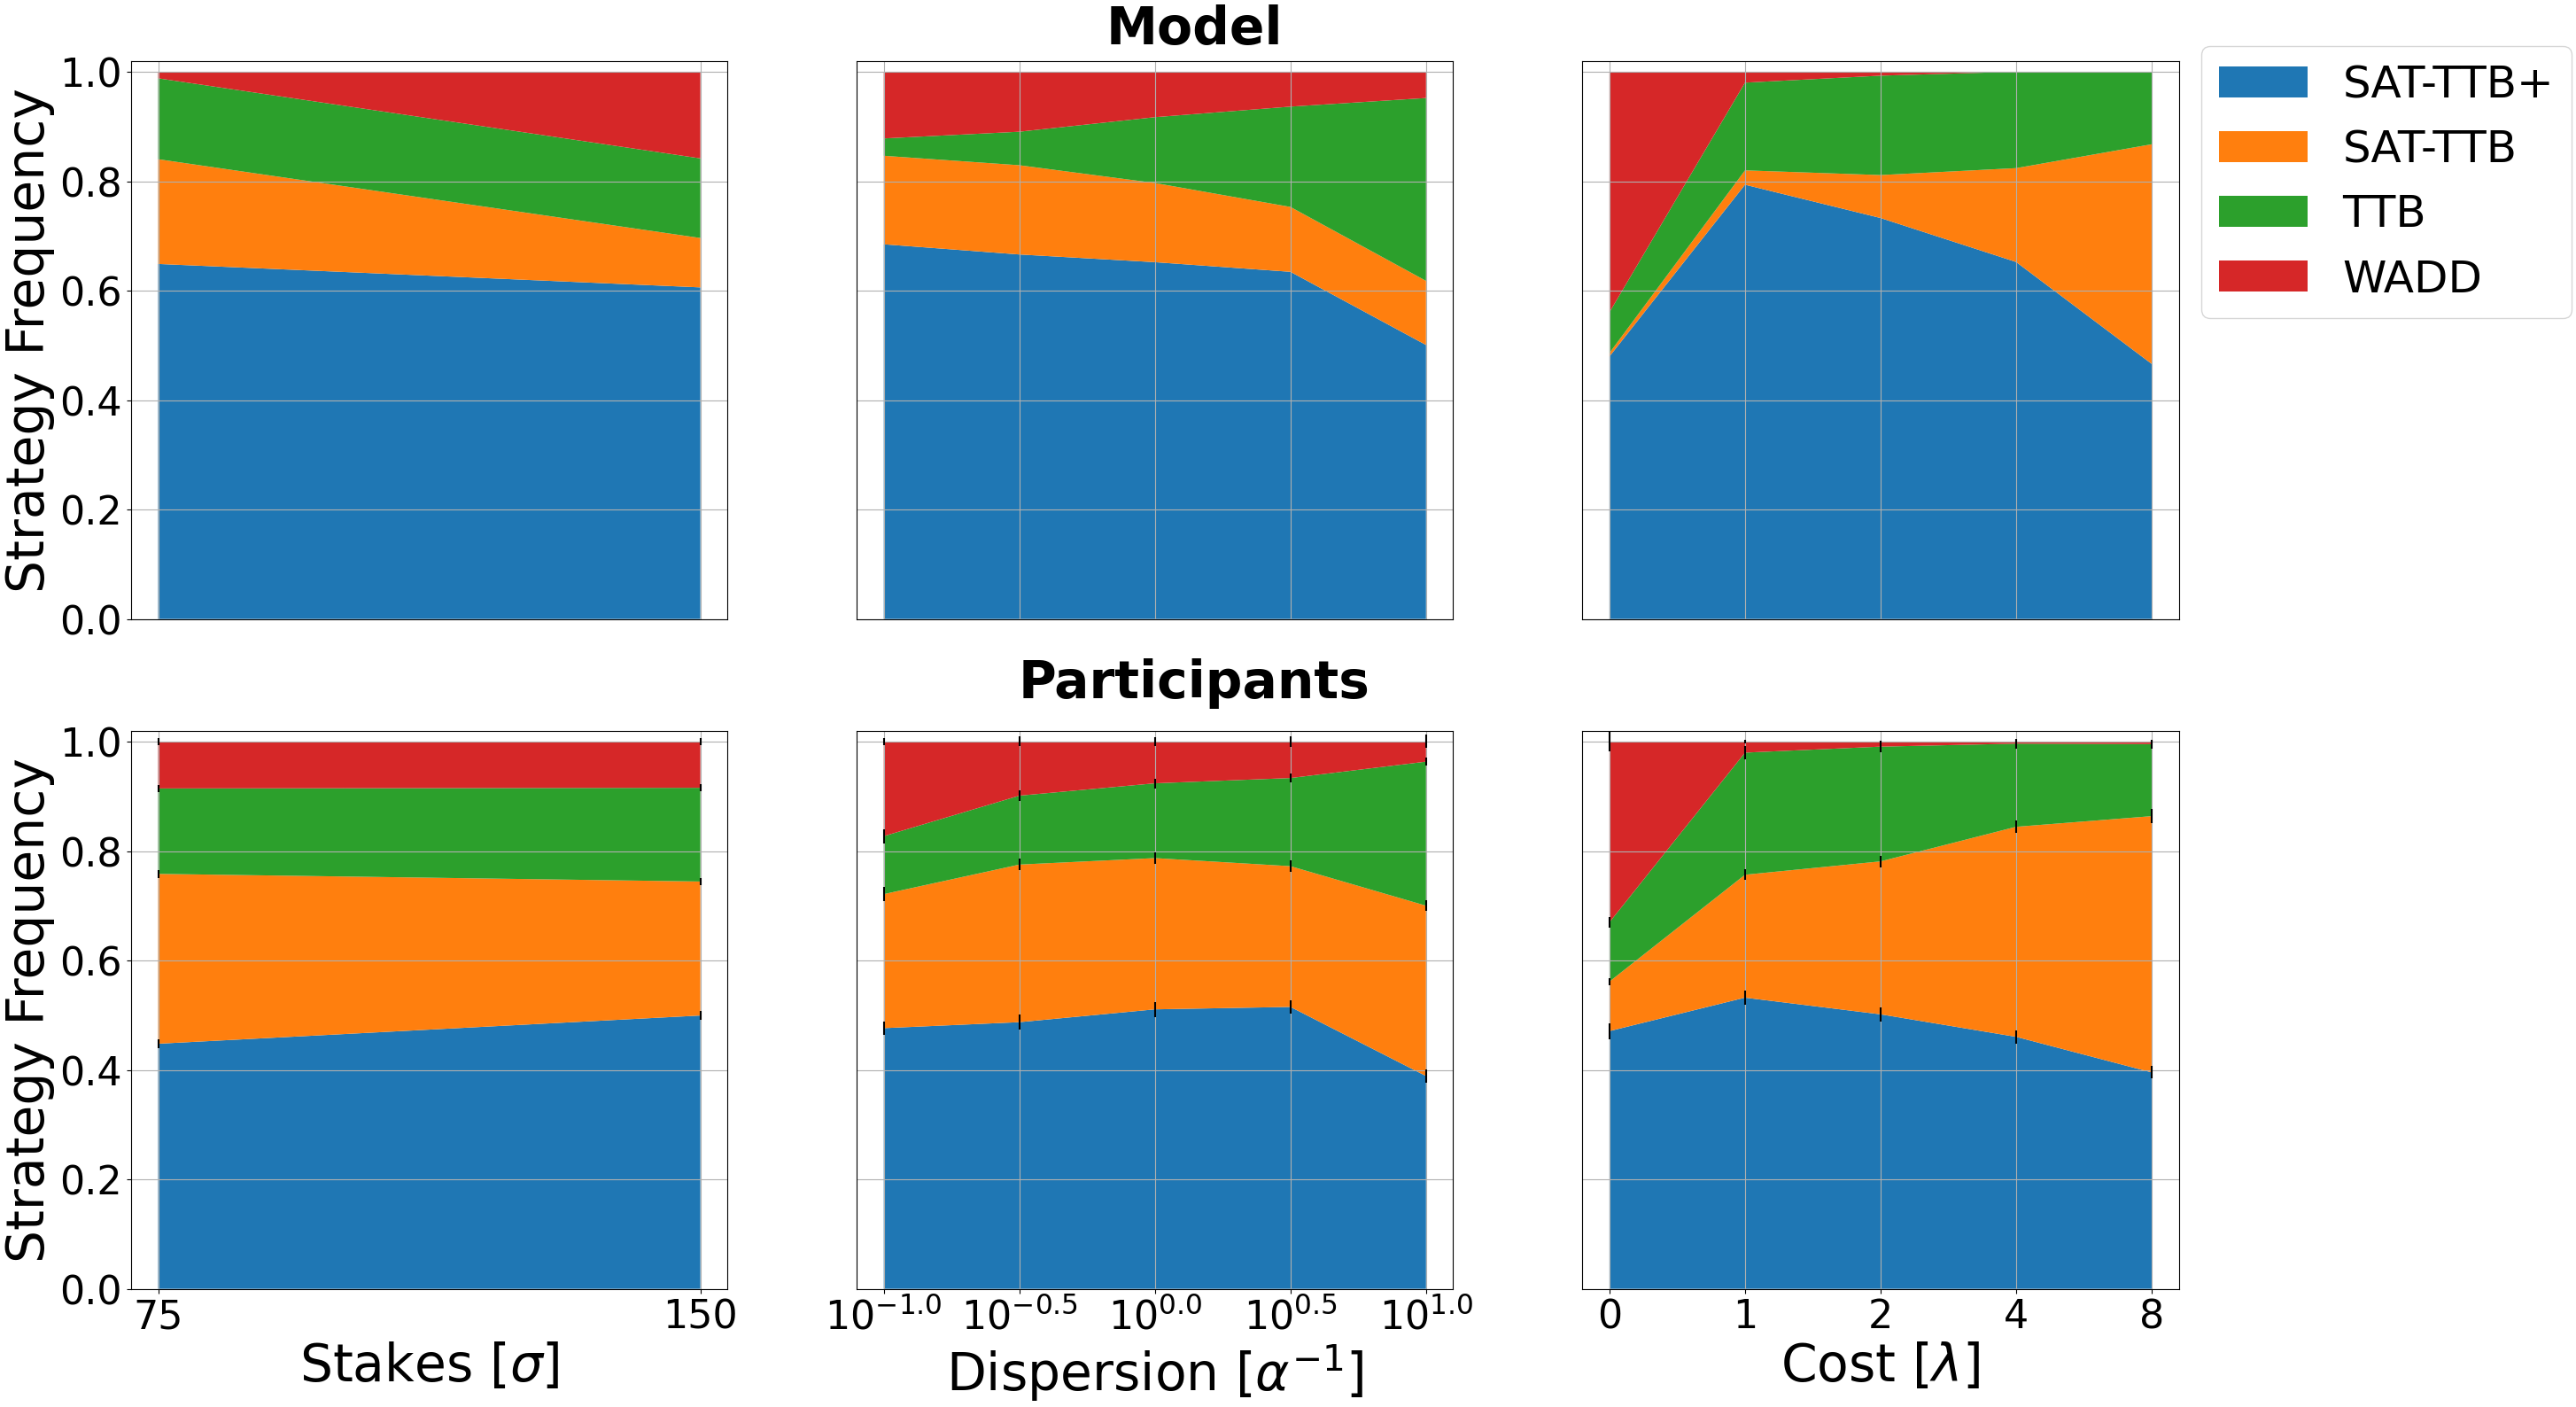 Model
Strategy Frequency
1.0
0.8
0.6
0.4
0.2
0.0
SAT-TTB+
SAT-TTB
TTB
WADD
Participants
Strategy Frequency
1.0
0.8
0.6
0.4
0.2
0.0
75 150
10^{-1.0} 10^{-0.5} 10^{0.0} 10^{0.5} 10^{1.0}
0 1 2 4 8
Stakes [σ]
Dispersion [α^{-1}]
Cost [λ]